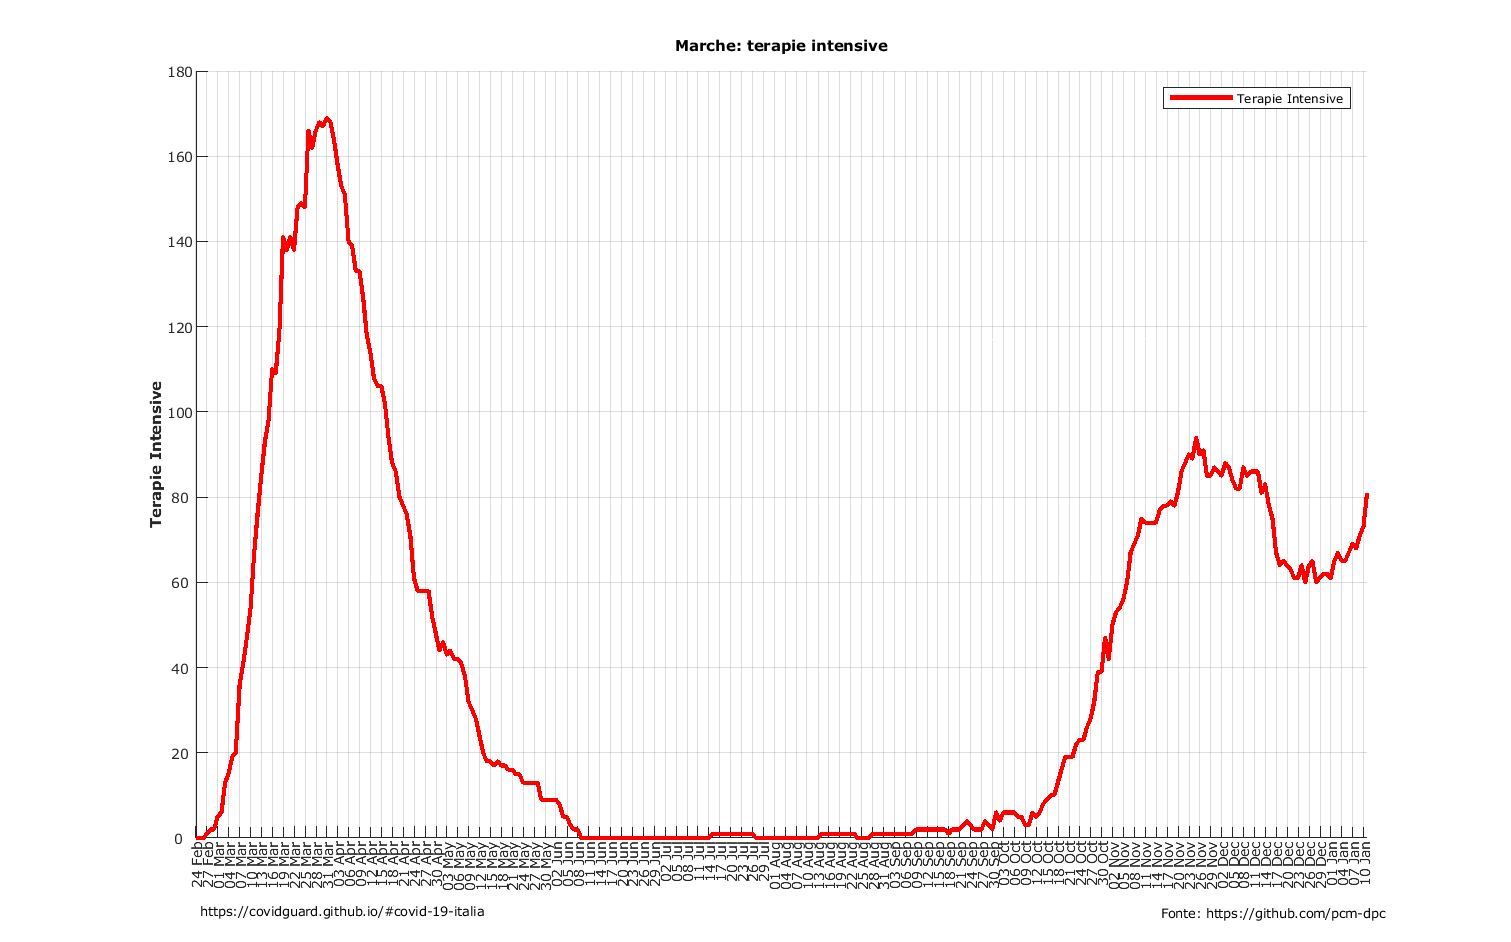 Marche: terapie intensive
Terapie Intensive
Terapie Intensive
180
160
140
120
100
80
60
40
20
0
24 Feb
27 Feb
01 Mar
04 Mar
07 Mar
10 Mar
13 Mar
16 Mar
19 Mar
22 Mar
25 Mar
28 Mar
31 Mar
03 Apr
06 Apr
09 Apr
12 Apr
15 Apr
18 Apr
21 Apr
24 Apr
27 Apr
30 Apr
03 May
06 May
09 May
12 May
15 May
18 May
21 May
24 May
27 May
30 May
02 Jun
05 Jun
08 Jun
11 Jun
14 Jun
17 Jun
20 Jun
23 Jun
26 Jun
29 Jun
02 Jul
05 Jul
08 Jul
11 Jul
14 Jul
17 Jul
20 Jul
23 Jul
26 Jul
29 Jul
01 Aug
04 Aug
07 Aug
10 Aug
13 Aug
16 Aug
19 Aug
22 Aug
25 Aug
28 Aug
31 Aug
03 Sep
06 Sep
09 Sep
12 Sep
15 Sep
18 Sep
21 Sep
24 Sep
27 Sep
30 Sep
03 Oct
06 Oct
09 Oct
12 Oct
15 Oct
18 Oct
21 Oct
24 Oct
27 Oct
30 Oct
02 Nov
05 Nov
08 Nov
11 Nov
14 Nov
17 Nov
20 Nov
23 Nov
26 Nov
29 Nov
02 Dec
05 Dec
08 Dec
11 Dec
14 Dec
17 Dec
20 Dec
23 Dec
26 Dec
29 Dec
01 Jan
04 Jan
07 Jan
10 Jan
https://covidguard.github.io/#covid-19-italia
Fonte: https://github.com/pcm-dpc